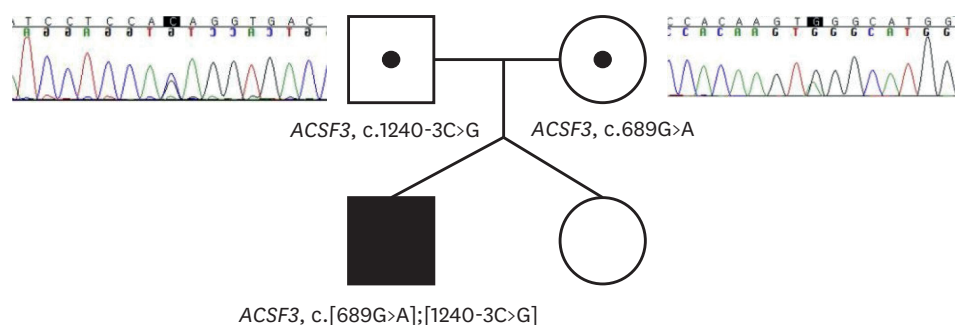 A T C C T C C A C A G G T G A C
A G G A G G T G T C C A C T G
C C A C A A G T G G G C A T G G T
C C A C A A G T G G G C A T G G
ACSF3, c.1240-3C>G
ACSF3, c.689G>A
ACSF3, c.[689G>A];[1240-3C>G]